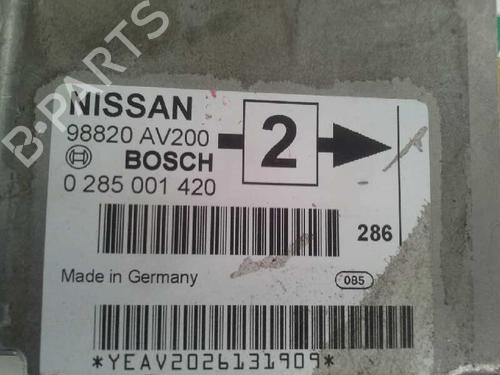 B-PARTS
NISSAN
98820 AV200
2
BOSCH
0 285 001 420
286
Made in Germany
085
*YEAV2026131909*